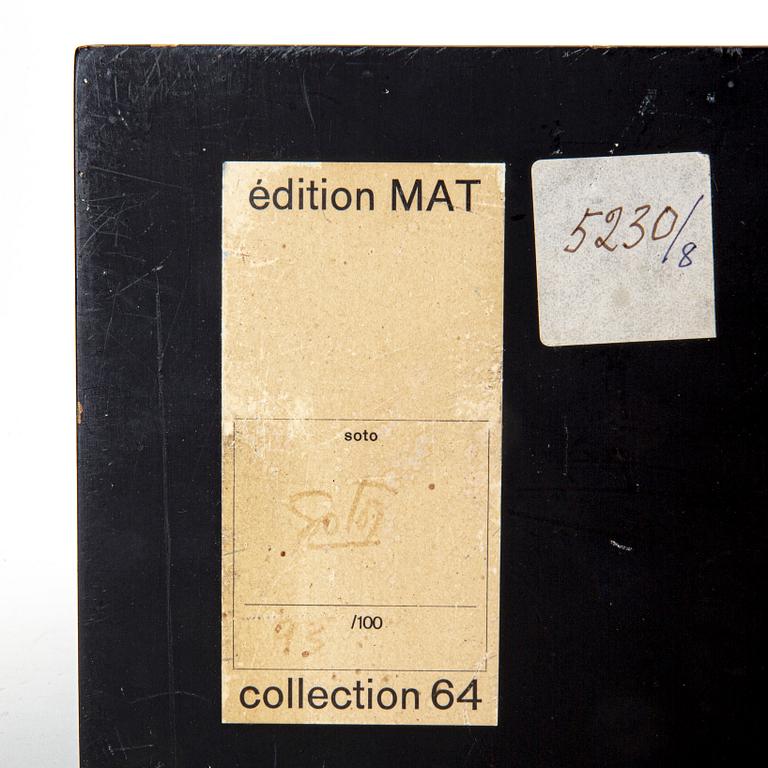 édition MAT
5230/8
soto
/100
collection 64